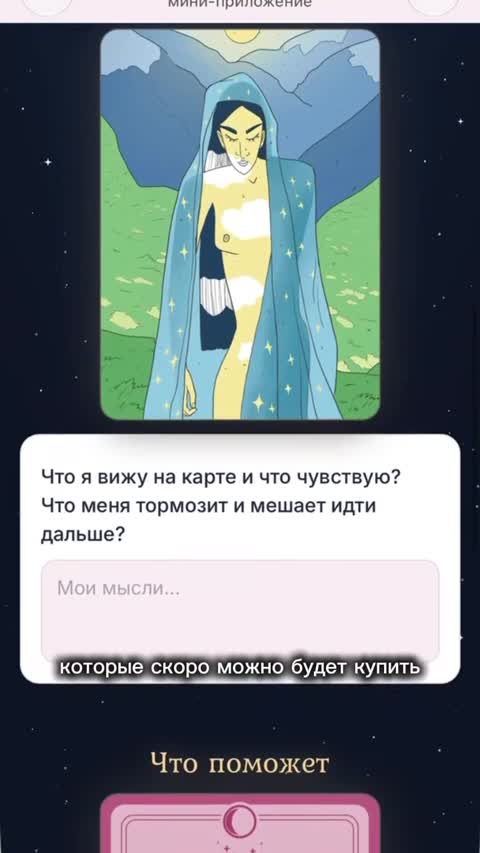 мини-приложение
Что я вижу на карте и что чувствую?
Что меня тормозит и мешает идти
дальше?
Мои мысли...
которые скоро можно будет купить
Что поможет